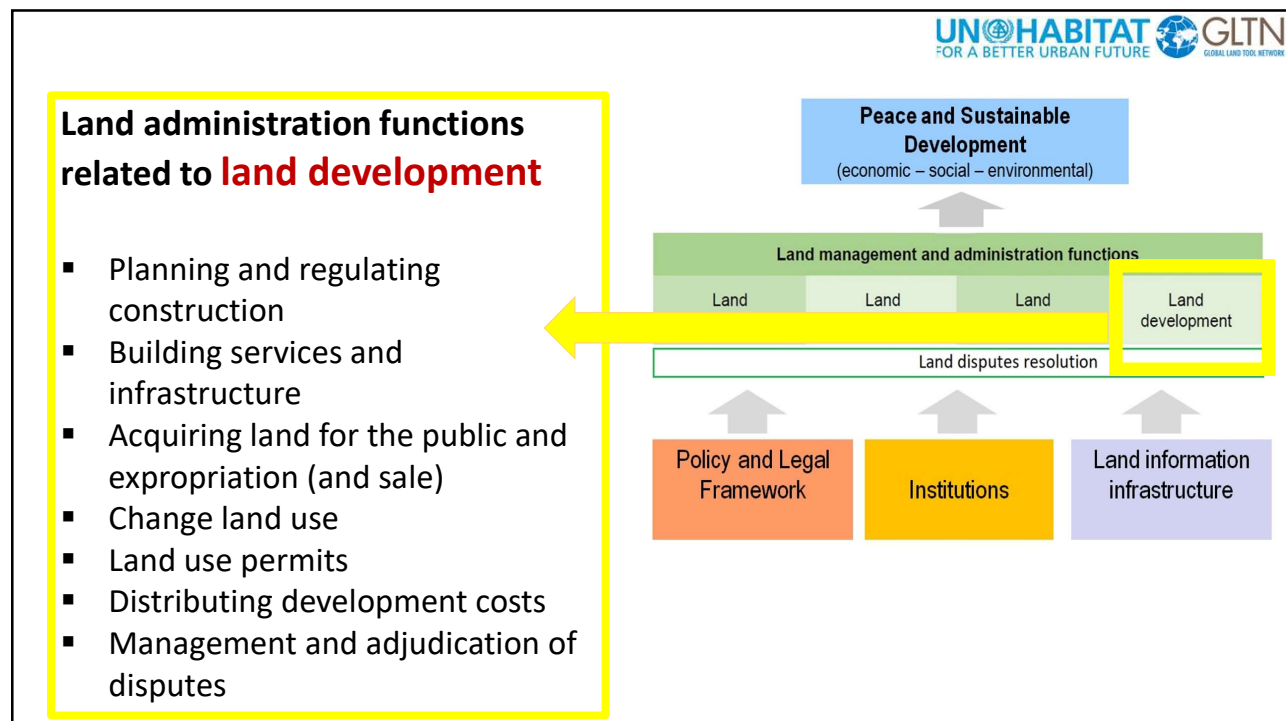 UN HABITAT
FOR A BETTER URBAN FUTURE
GLTN
GLOBAL LAND TOOL NETWORK
Land administration functions
related to land development
▪ Planning and regulating
construction
▪ Building services and
infrastructure
▪ Acquiring land for the public and
expropriation (and sale)
▪ Change land use
▪ Land use permits
▪ Distributing development costs
▪ Management and adjudication of
disputes
Peace and Sustainable
Development
(economic – social – environmental)
Land management and administration functions
Land
Land
Land
Land
development
Land disputes resolution
Policy and Legal
Framework
Institutions
Land information
infrastructure